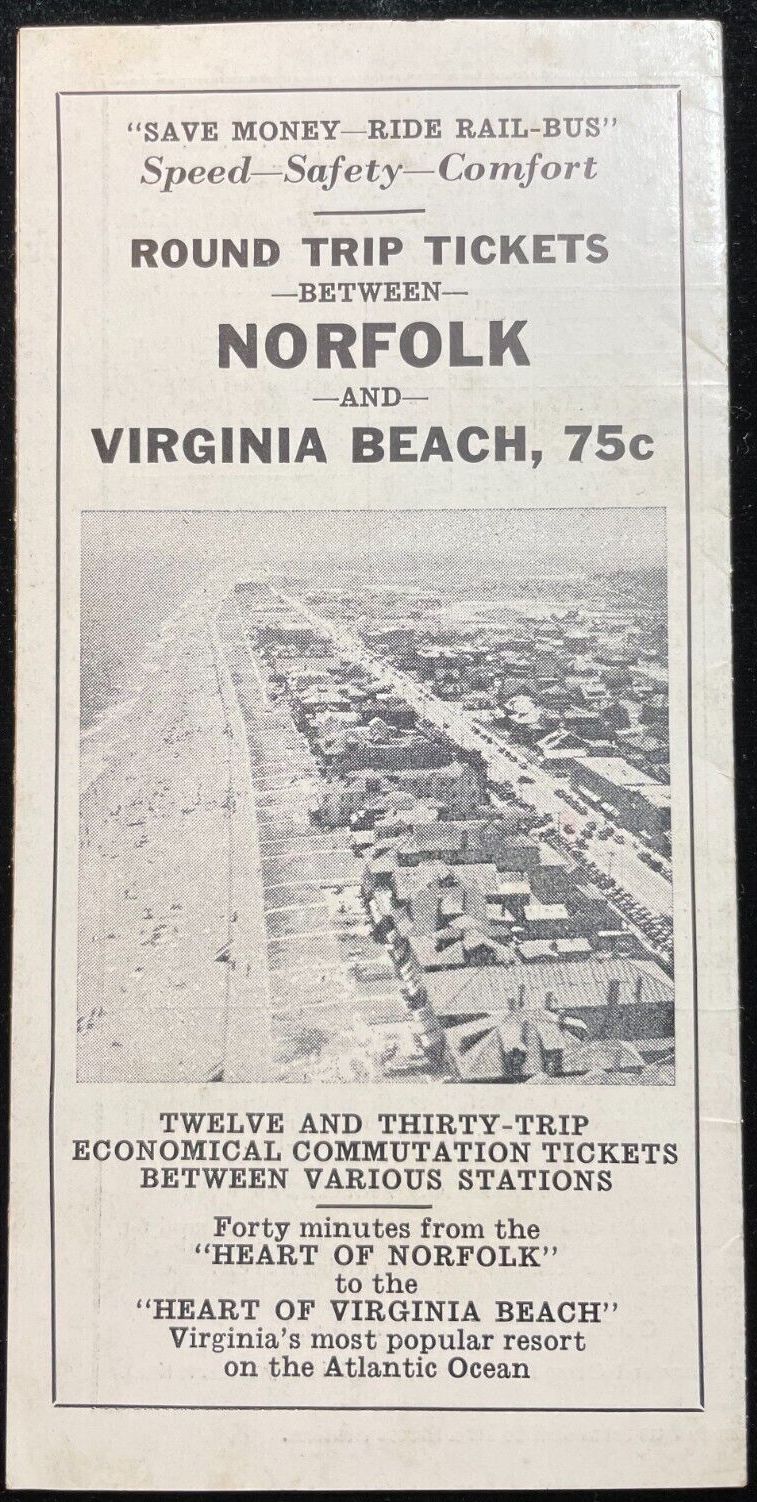 "SAVE MONEY—RIDE RAIL-BUS"
Speed—Safety—Comfort
ROUND TRIP TICKETS
—BETWEEN—
NORFOLK
—AND—
VIRGINIA BEACH, 75c
TWELVE AND THIRTY-TRIP
ECONOMICAL COMMUTATION TICKETS
BETWEEN VARIOUS STATIONS
Forty minutes from the
"HEART OF NORFOLK"
to the
"HEART OF VIRGINIA BEACH"
Virginia's most popular resort
on the Atlantic Ocean